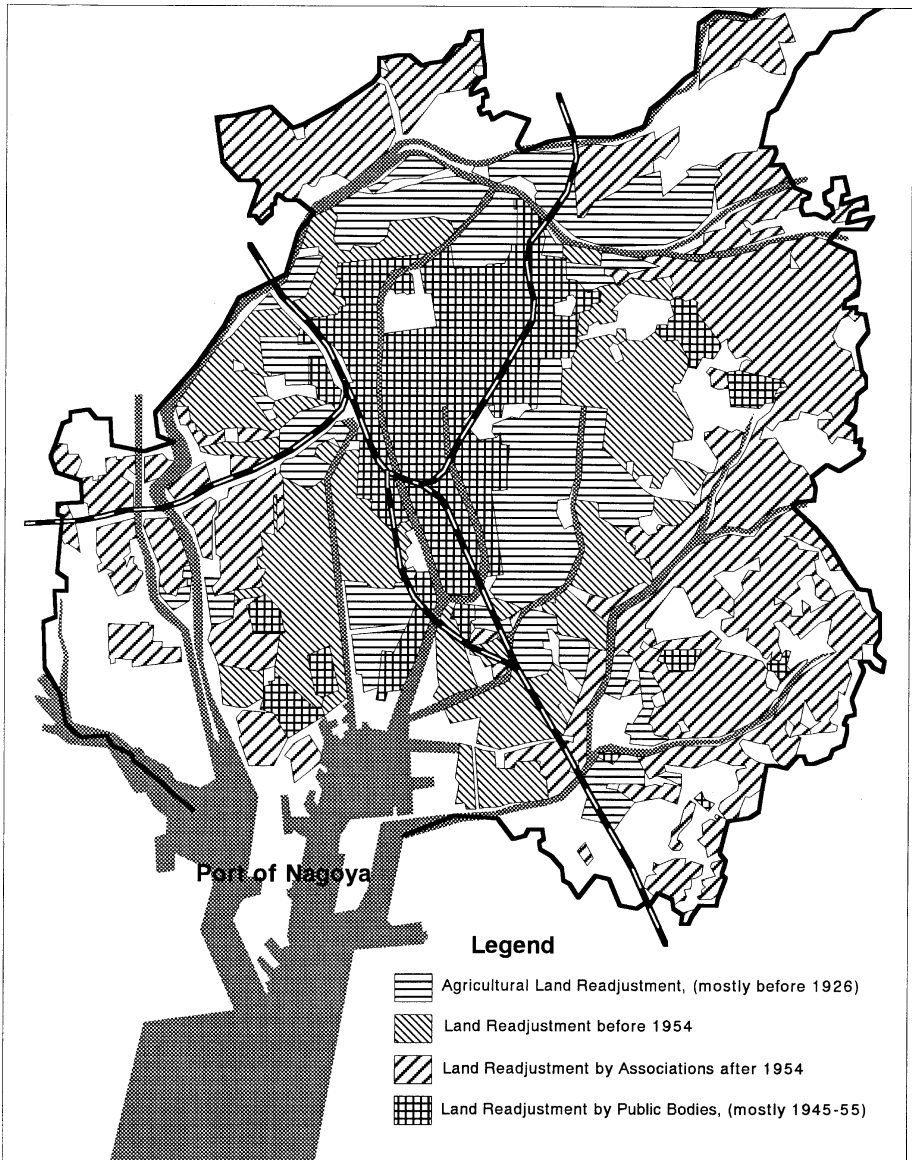 Port of Nagoya
Legend
Agricultural Land Readjustment, (mostly before 1926)
Land Readjustment before 1954
Land Readjustment by Associations after 1954
Land Readjustment by Public Bodies, (mostly 1945-55)